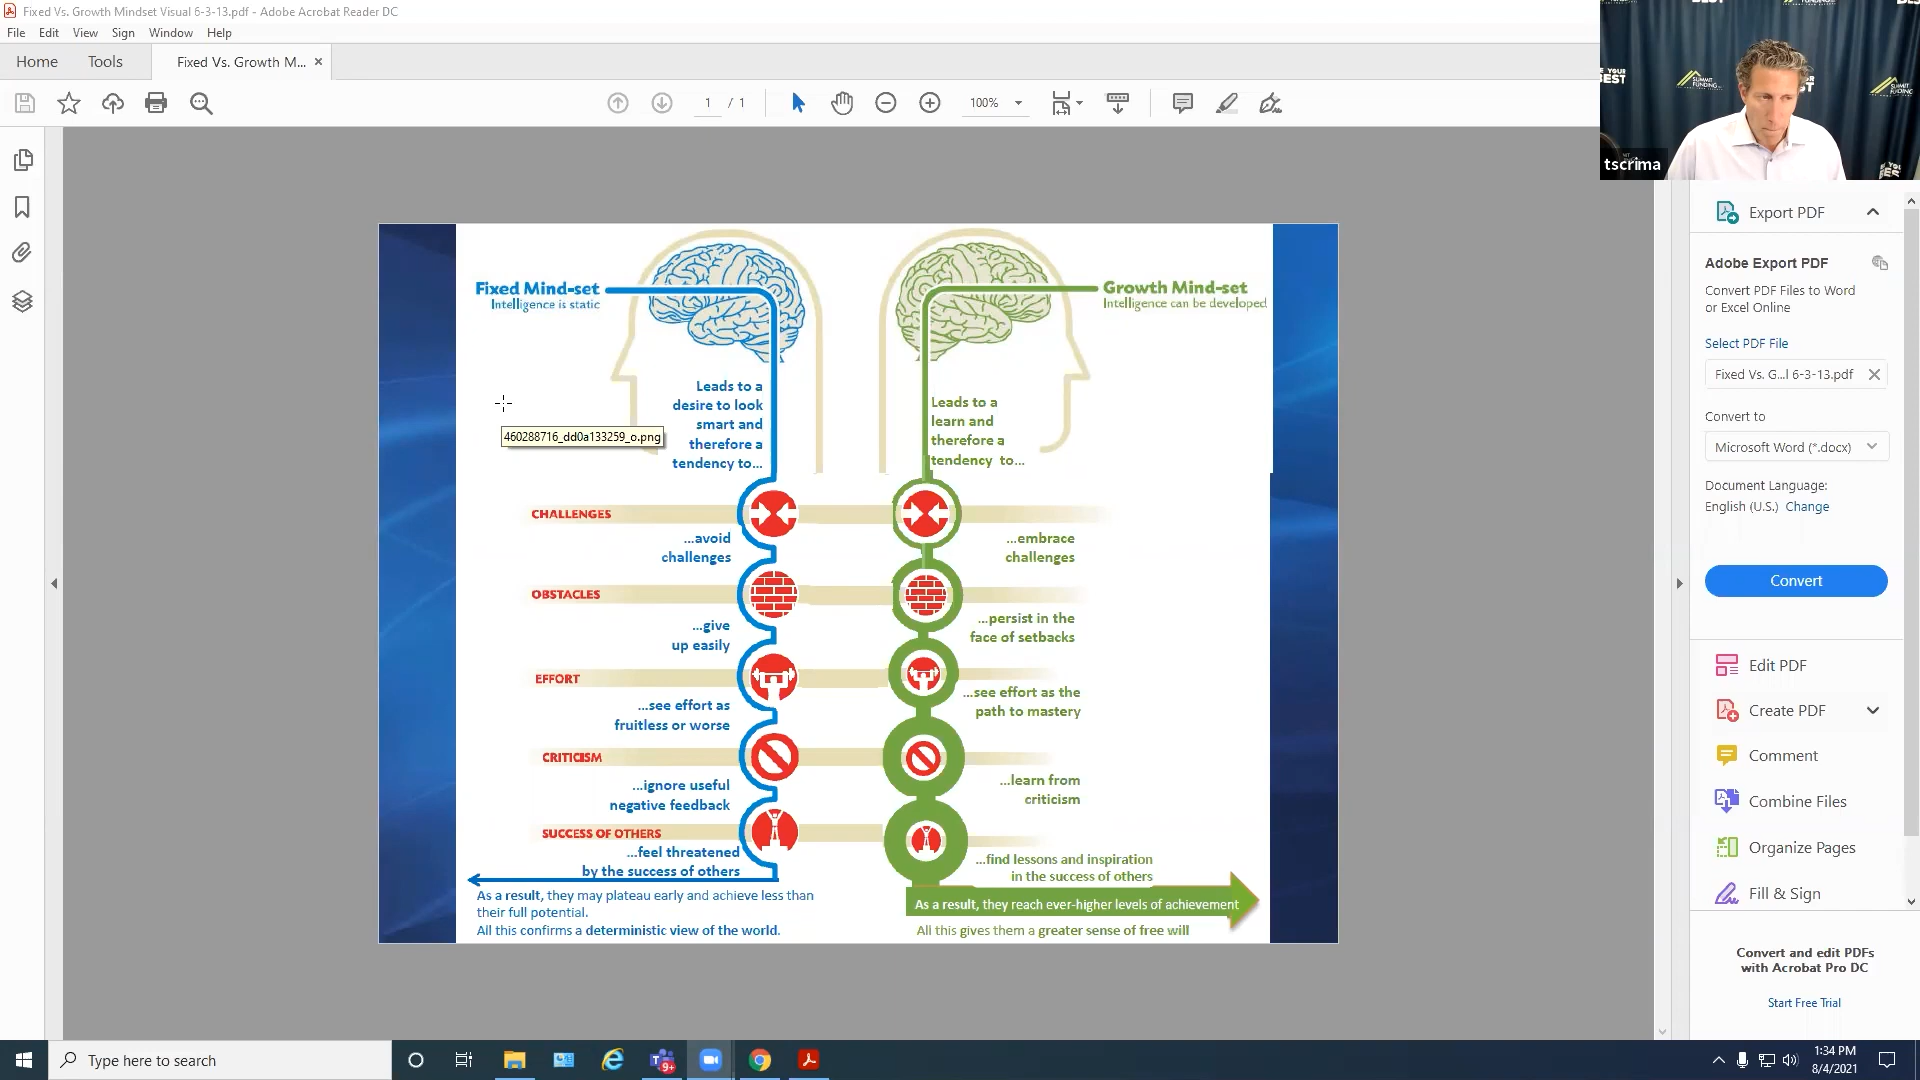 Fixed Vs. Growth Mindset Visual 6-3-13.pdf - Adobe Acrobat Reader DC
File Edit View Sign Window Help
Home Tools Fixed Vs. Growth M... ×
1 / 1 100%
tscrima
SUMMIT FUNDING
BEST
Fixed Mind-set
Intelligence is static
Growth Mind-set
Intelligence can be developed
Leads to a
desire to look
smart and
therefore a
tendency to...
Leads to a
learn and
therefore a
tendency to...
460288716_dd0a133259_o.png
CHALLENGES
...avoid
challenges
...embrace
challenges
OBSTACLES
...give
up easily
...persist in the
face of setbacks
EFFORT
...see effort as
fruitless or worse
...see effort as the
path to mastery
CRITICISM
...ignore useful
negative feedback
...learn from
criticism
SUCCESS OF OTHERS
...feel threatened
by the success of others
...find lessons and inspiration
in the success of others
As a result, they may plateau early and achieve less than
their full potential.
All this confirms a deterministic view of the world.
As a result, they reach ever-higher levels of achievement
All this gives them a greater sense of free will
Export PDF
Adobe Export PDF
Convert PDF Files to Word
or Excel Online
Select PDF File
Fixed Vs. G...l 6-3-13.pdf
Convert to
Microsoft Word (*.docx)
Document Language:
English (U.S.) Change
Convert
Edit PDF
Create PDF
Comment
Combine Files
Organize Pages
Fill & Sign
Convert and edit PDFs
with Acrobat Pro DC
Start Free Trial
Type here to search
9+
1:34 PM
8/4/2021